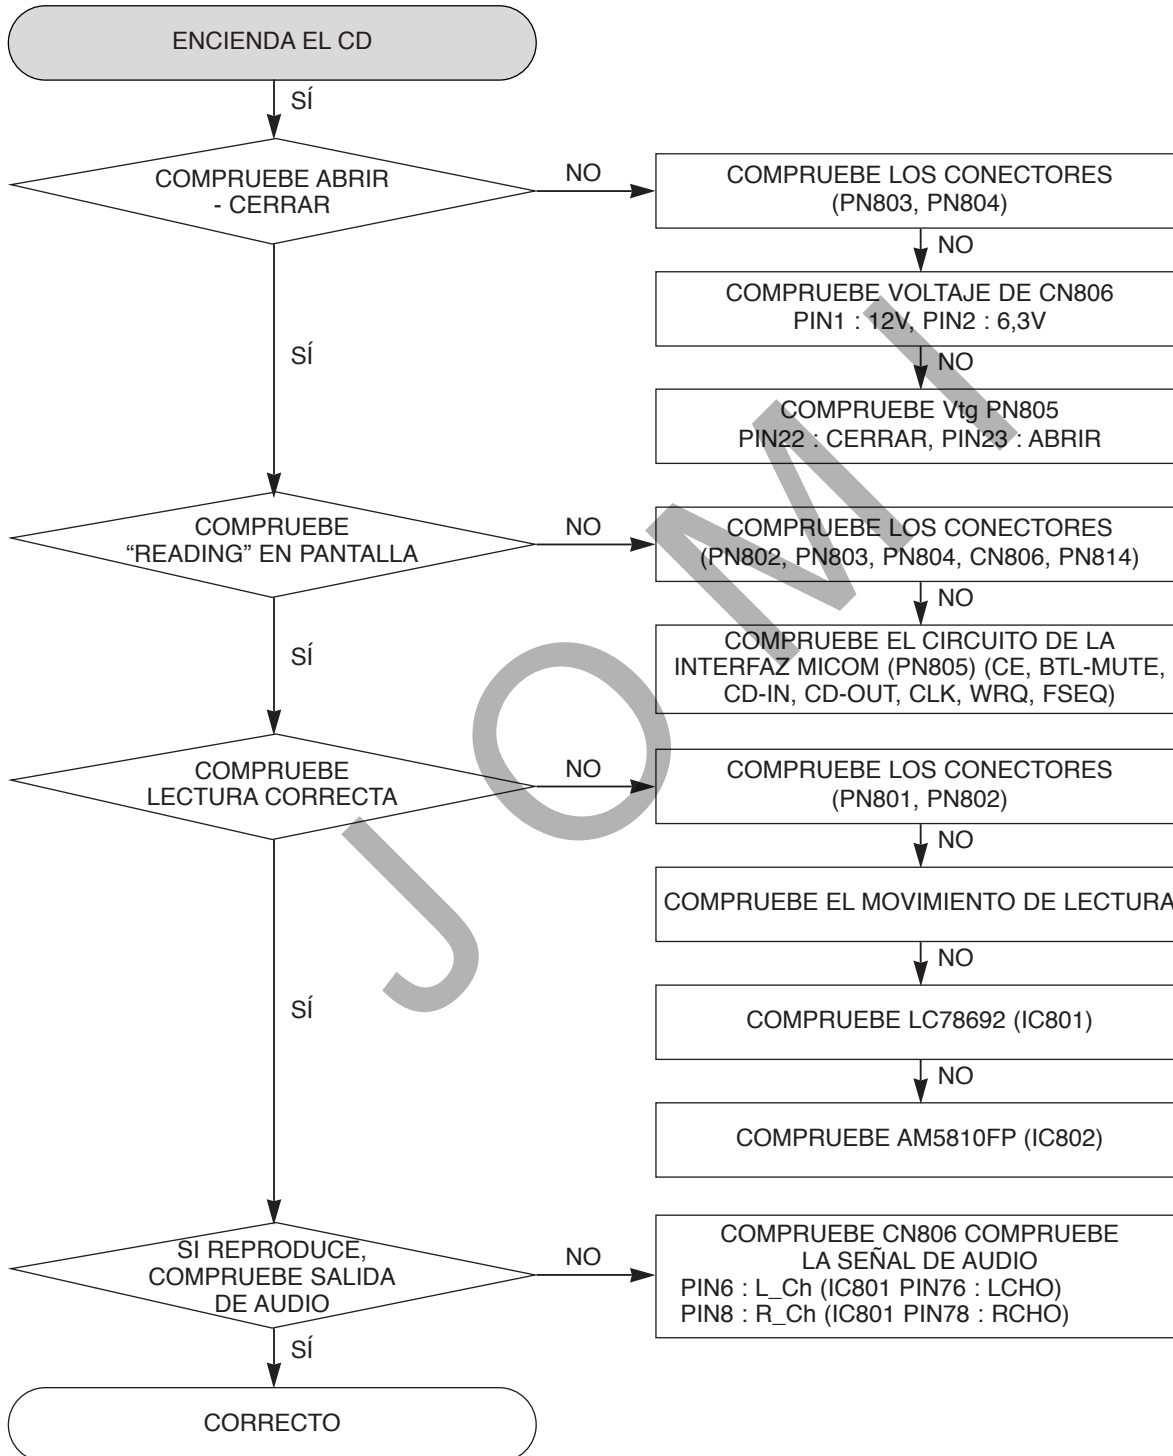 ENCIENDA EL CD
SÍ
COMPRUEBE ABRIR
- CERRAR
NO
COMPRUEBE LOS CONECTORES
(PN803, PN804)
NO
COMPRUEBE VOLTAJE DE CN806
PIN1 : 12V, PIN2 : 6,3V
NO
COMPRUEBE Vtg PN805
PIN22 : CERRAR, PIN23 : ABRIR
SÍ
COMPRUEBE
“READING” EN PANTALLA
NO
COMPRUEBE LOS CONECTORES
(PN802, PN803, PN804, CN806, PN814)
NO
COMPRUEBE EL CIRCUITO DE LA
INTERFAZ MICOM (PN805) (CE, BTL-MUTE,
CD-IN, CD-OUT, CLK, WRQ, FSEQ)
SÍ
COMPRUEBE
LECTURA CORRECTA
NO
COMPRUEBE LOS CONECTORES
(PN801, PN802)
NO
COMPRUEBE EL MOVIMIENTO DE LECTURA
NO
COMPRUEBE LC78692 (IC801)
NO
COMPRUEBE AM5810FP (IC802)
SÍ
SI REPRODUCE,
COMPRUEBE SALIDA
DE AUDIO
NO
COMPRUEBE CN806 COMPRUEBE
LA SEÑAL DE AUDIO
PIN6 : L_Ch (IC801 PIN76 : LCHO)
PIN8 : R_Ch (IC801 PIN78 : RCHO)
SÍ
CORRECTO
JOMI